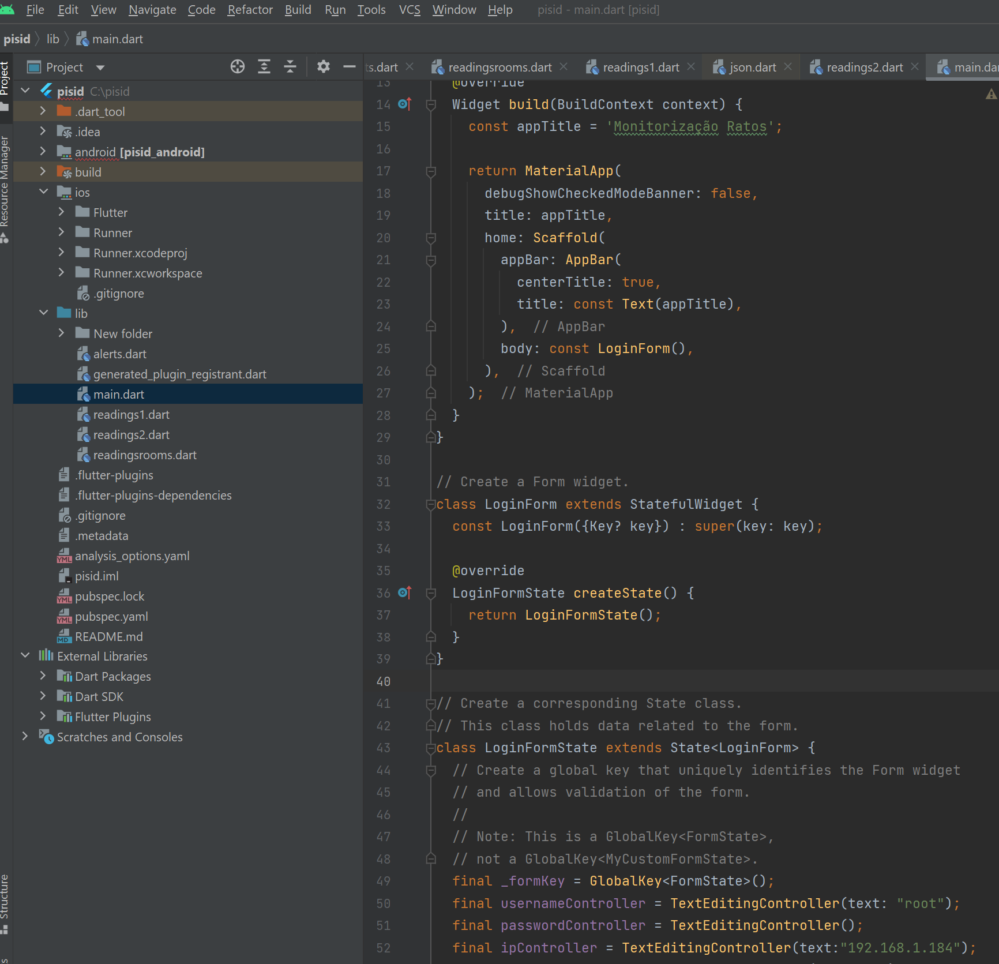 File Edit View Navigate Code Refactor Build Run Tools VCS Window Help pisid - main.dart [pisid]
pisid lib main.dart
Project
ts.dart readingsrooms.dart readings1.dart json.dart readings2.dart main.da
Project
Resource Manager
Structure
pisid C:\pisid
.dart_tool
.idea
android [pisid_android]
build
ios
Flutter
Runner
Runner.xcodeproj
Runner.xcworkspace
.gitignore
lib
New folder
alerts.dart
generated_plugin_registrant.dart
main.dart
readings1.dart
readings2.dart
readingsrooms.dart
.flutter-plugins
.flutter-plugins-dependencies
.gitignore
.metadata
analysis_options.yaml
pisid.iml
pubspec.lock
pubspec.yaml
README.md
External Libraries
Dart Packages
Dart SDK
Flutter Plugins
Scratches and Consoles
13 @override
14 Widget build(BuildContext context) {
15 const appTitle = 'Monitorização Ratos';
16
17 return MaterialApp(
18 debugShowCheckedModeBanner: false,
19 title: appTitle,
20 home: Scaffold(
21 appBar: AppBar(
22 centerTitle: true,
23 title: const Text(appTitle),
24 ), // AppBar
25 body: const LoginForm(),
26 ), // Scaffold
27 ); // MaterialApp
28 }
29 }
30
31 // Create a Form widget.
32 class LoginForm extends StatefulWidget {
33 const LoginForm({Key? key}) : super(key: key);
34
35 @override
36 LoginFormState createState() {
37 return LoginFormState();
38 }
39 }
40
41 // Create a corresponding State class.
42 // This class holds data related to the form.
43 class LoginFormState extends State<LoginForm> {
44 // Create a global key that uniquely identifies the Form widget
45 // and allows validation of the form.
46 //
47 // Note: This is a GlobalKey<FormState>,
48 // not a GlobalKey<MyCustomFormState>.
49 final _formKey = GlobalKey<FormState>();
50 final usernameController = TextEditingController(text: "root");
51 final passwordController = TextEditingController();
52 final ipController = TextEditingController(text:"192.168.1.184");